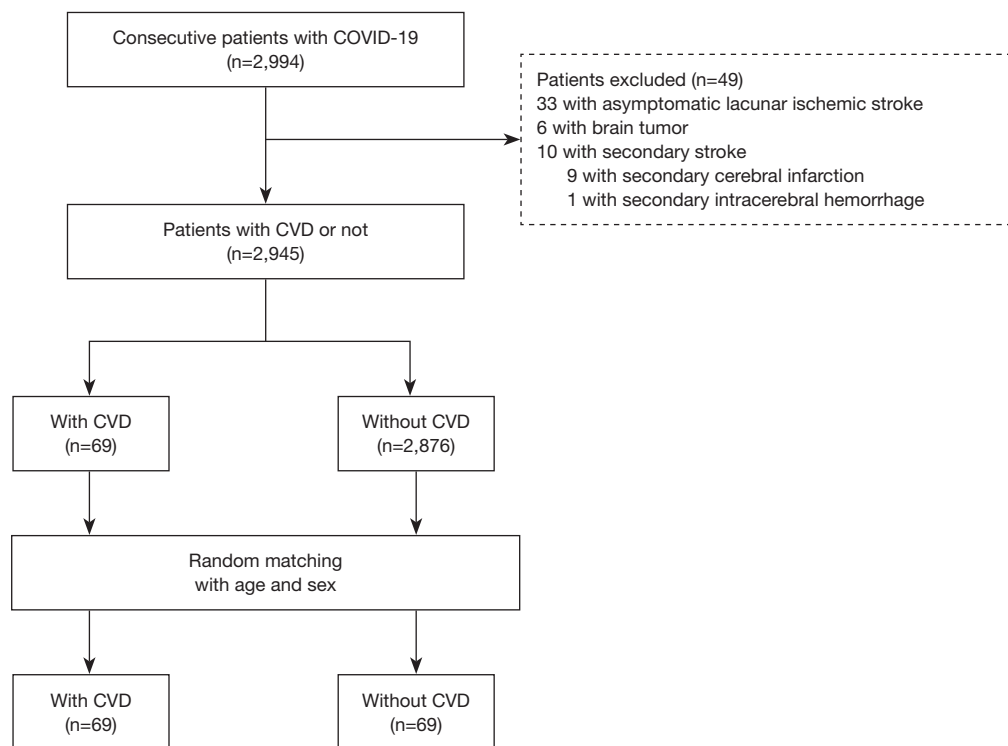 Consecutive patients with COVID-19
(n=2,994)
Patients excluded (n=49)
33 with asymptomatic lacunar ischemic stroke
6 with brain tumor
10 with secondary stroke
9 with secondary cerebral infarction
1 with secondary intracerebral hemorrhage
Patients with CVD or not
(n=2,945)
With CVD
(n=69)
Without CVD
(n=2,876)
Random matching
with age and sex
With CVD
(n=69)
Without CVD
(n=69)